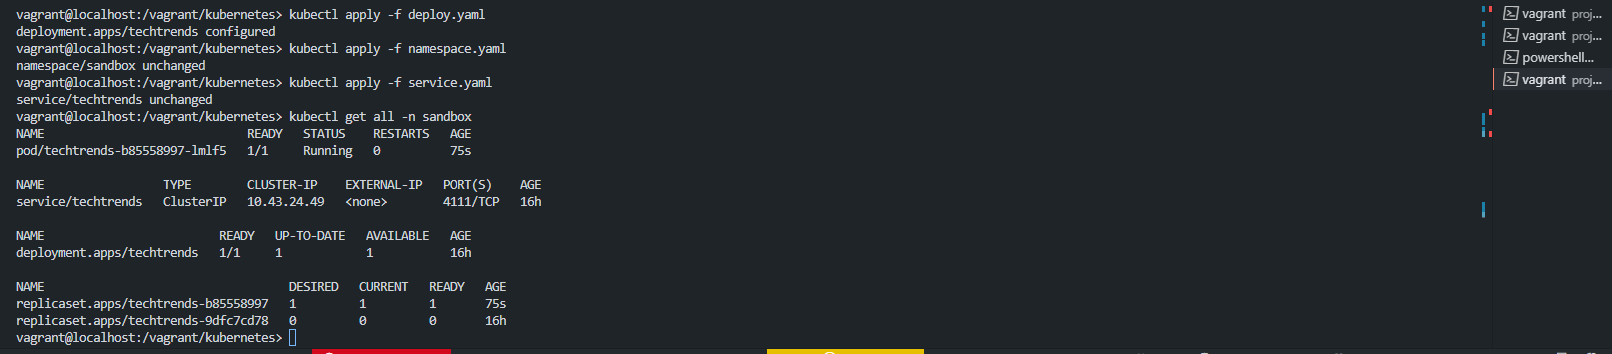 vagrant@localhost:/vagrant/kubernetes> kubectl apply -f deploy.yaml
deployment.apps/techtrends configured
vagrant@localhost:/vagrant/kubernetes> kubectl apply -f namespace.yaml
namespace/sandbox unchanged
vagrant@localhost:/vagrant/kubernetes> kubectl apply -f service.yaml
service/techtrends unchanged
vagrant@localhost:/vagrant/kubernetes> kubectl get all -n sandbox
NAME READY STATUS RESTARTS AGE
pod/techtrends-b85558997-lmlf5 1/1 Running 0 75s
NAME TYPE CLUSTER-IP EXTERNAL-IP PORT(S) AGE
service/techtrends ClusterIP 10.43.24.49 <none> 4111/TCP 16h
NAME READY UP-TO-DATE AVAILABLE AGE
deployment.apps/techtrends 1/1 1 1 16h
NAME DESIRED CURRENT READY AGE
replicaset.apps/techtrends-b85558997 1 1 1 75s
replicaset.apps/techtrends-9dfc7cd78 0 0 0 16h
vagrant@localhost:/vagrant/kubernetes>
vagrant proj...
vagrant proj...
powershell...
vagrant proj...